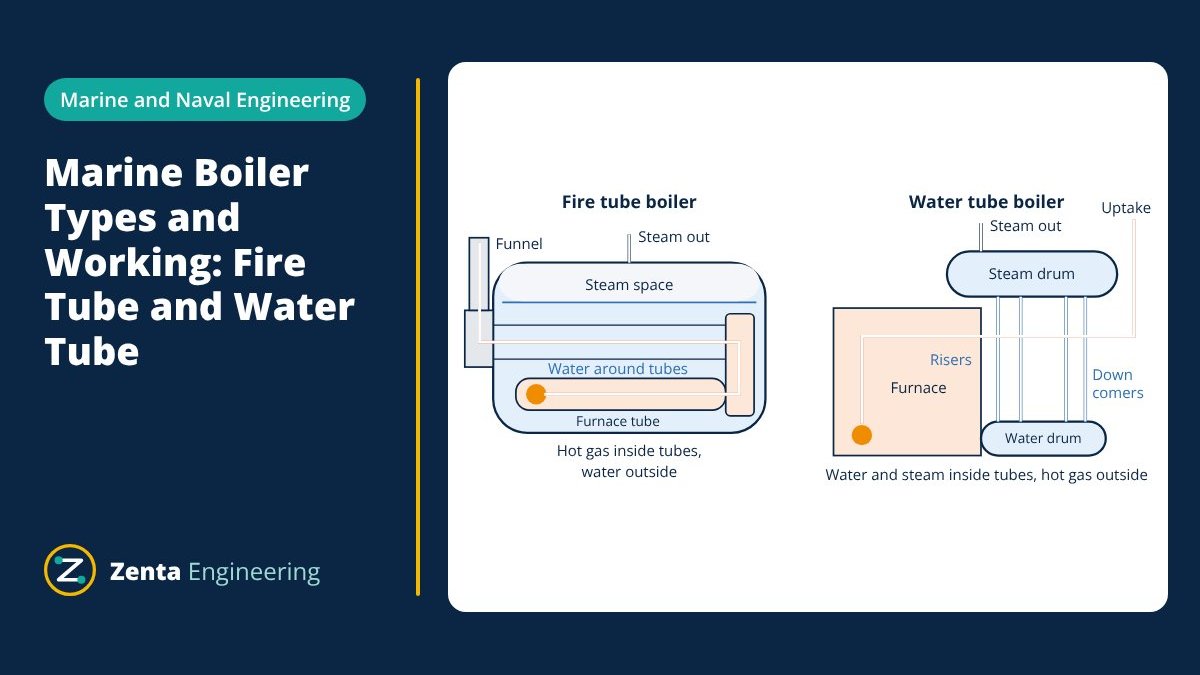 Marine and Naval Engineering
Marine Boiler
Types and
Working: Fire
Tube and Water
Tube
Zenta Engineering
Fire tube boiler
Funnel
Steam out
Steam space
Water around tubes
Furnace tube
Hot gas inside tubes,
water outside
Water tube boiler
Uptake
Steam out
Steam drum
Risers
Furnace
Down
comers
Water drum
Water and steam inside tubes, hot gas outside